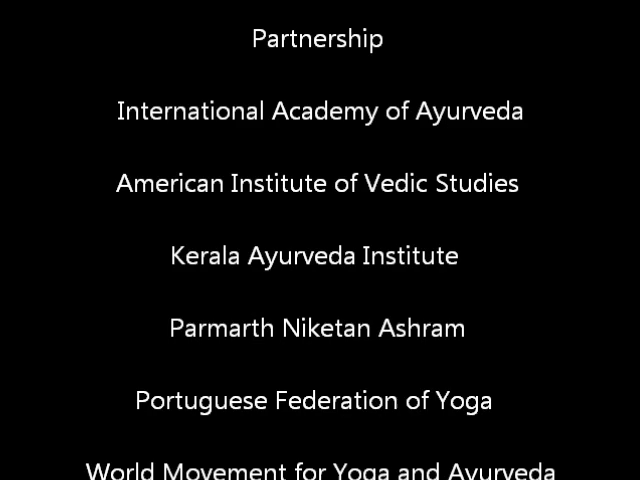 Partnership
International Academy of Ayurveda
American Institute of Vedic Studies
Kerala Ayurveda Institute
Parmarth Niketan Ashram
Portuguese Federation of Yoga
World Movement for Yoga and Ayurveda